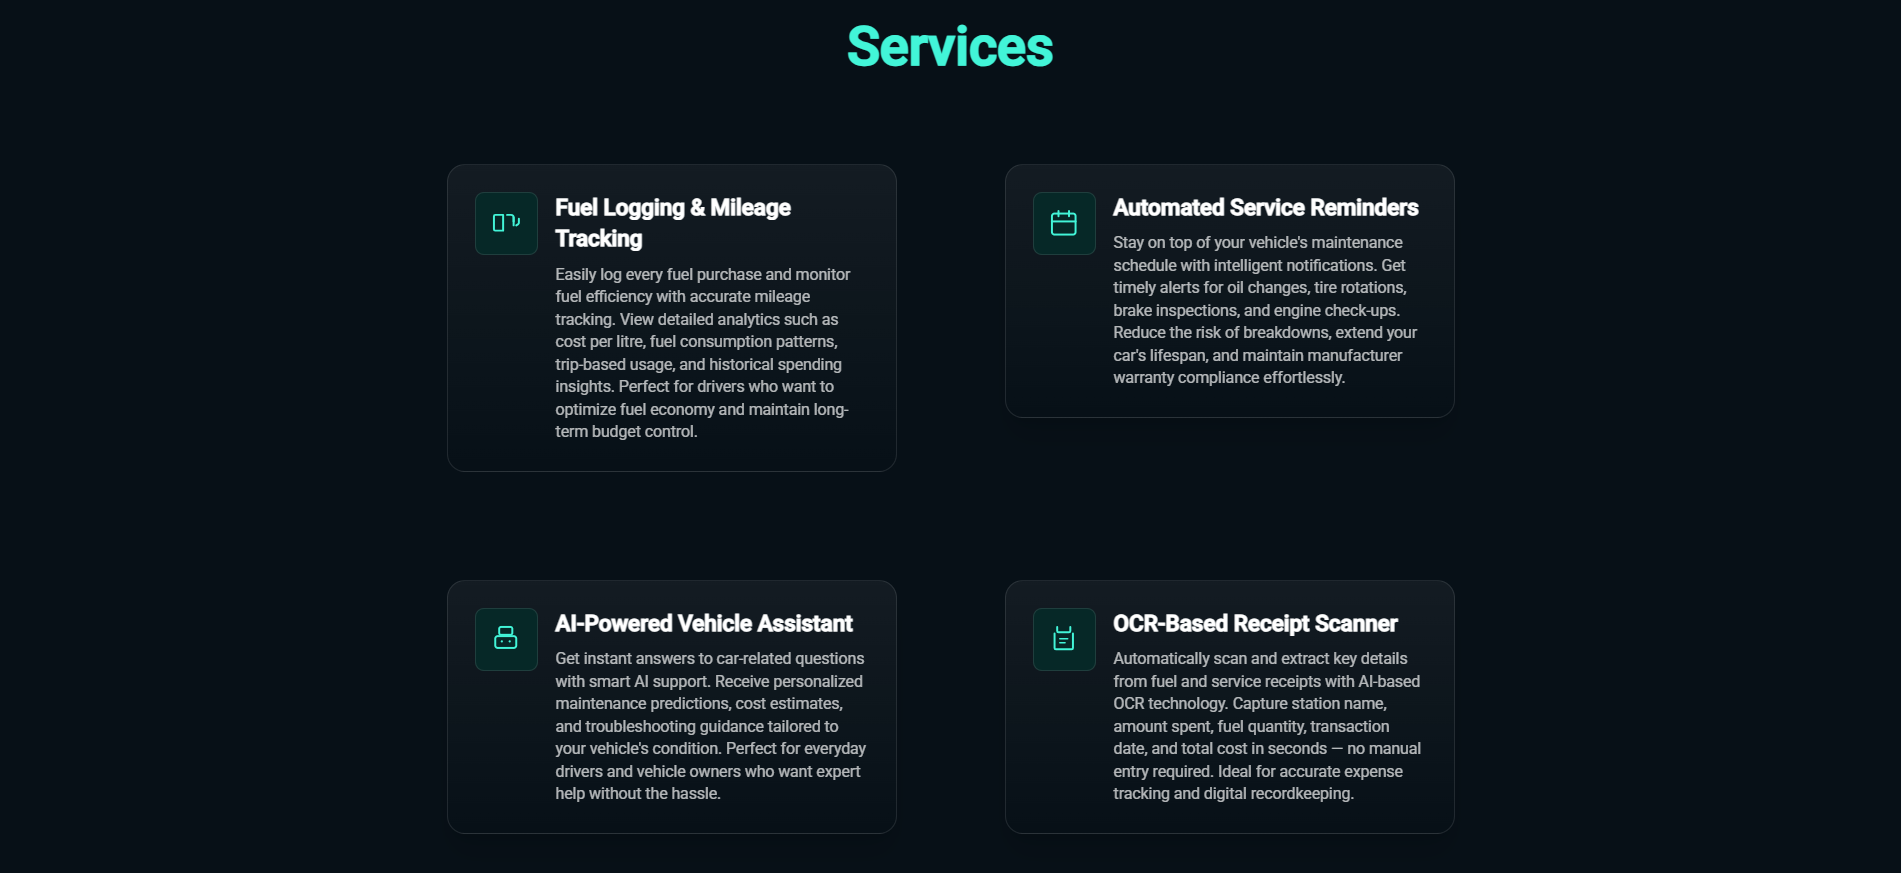 Services
Fuel Logging & Mileage
Tracking
Easily log every fuel purchase and monitor
fuel efficiency with accurate mileage
tracking. View detailed analytics such as
cost per litre, fuel consumption patterns,
trip-based usage, and historical spending
insights. Perfect for drivers who want to
optimize fuel economy and maintain long-
term budget control.
Automated Service Reminders
Stay on top of your vehicle's maintenance
schedule with intelligent notifications. Get
timely alerts for oil changes, tire rotations,
brake inspections, and engine check-ups.
Reduce the risk of breakdowns, extend your
car's lifespan, and maintain manufacturer
warranty compliance effortlessly.
AI-Powered Vehicle Assistant
Get instant answers to car-related questions
with smart AI support. Receive personalized
maintenance predictions, cost estimates,
and troubleshooting guidance tailored to
your vehicle's condition. Perfect for everyday
drivers and vehicle owners who want expert
help without the hassle.
OCR-Based Receipt Scanner
Automatically scan and extract key details
from fuel and service receipts with AI-based
OCR technology. Capture station name,
amount spent, fuel quantity, transaction
date, and total cost in seconds — no manual
entry required. Ideal for accurate expense
tracking and digital recordkeeping.